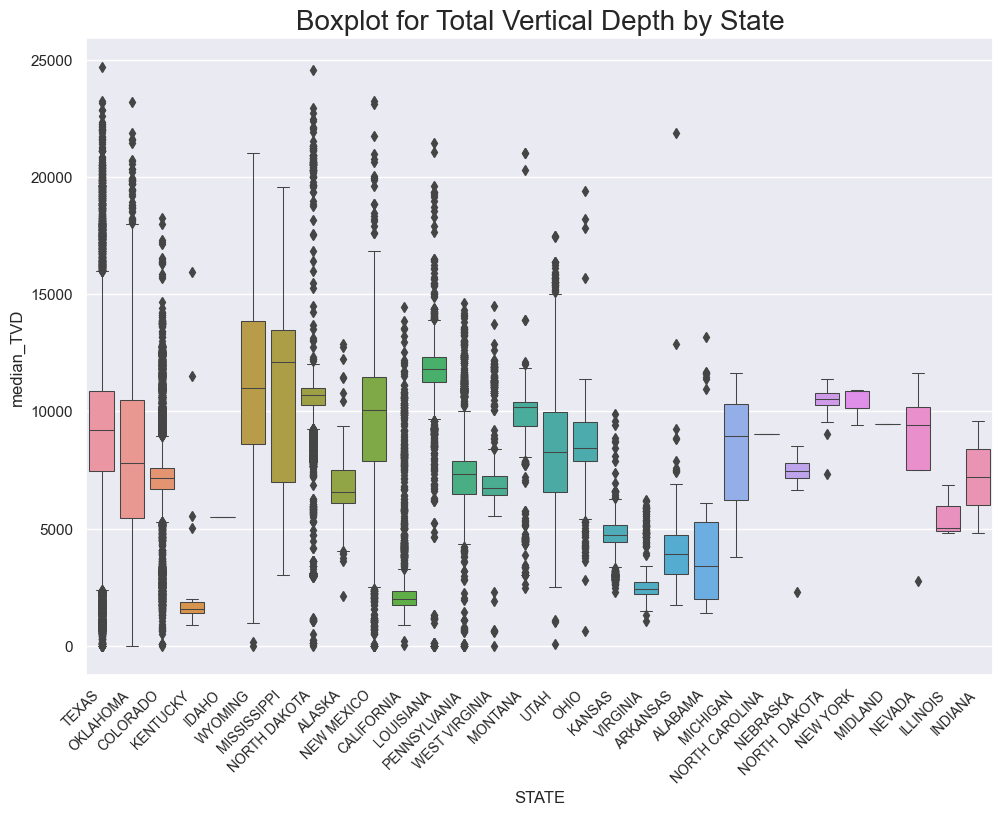 Boxplot for Total Vertical Depth by State
median_TVD
25000
20000
15000
10000
5000
0
TEXAS
OKLAHOMA
COLORADO
KENTUCKY
IDAHO
WYOMING
MISSISSIPPI
NORTH DAKOTA
ALASKA
NEW MEXICO
CALIFORNIA
LOUISIANA
PENNSYLVANIA
WEST VIRGINIA
MONTANA
UTAH
OHIO
KANSAS
VIRGINIA
ARKANSAS
ALABAMA
MICHIGAN
NORTH CAROLINA
NEBRASKA
NORTH  DAKOTA
NEW YORK
MIDLAND
NEVADA
ILLINOIS
INDIANA
STATE